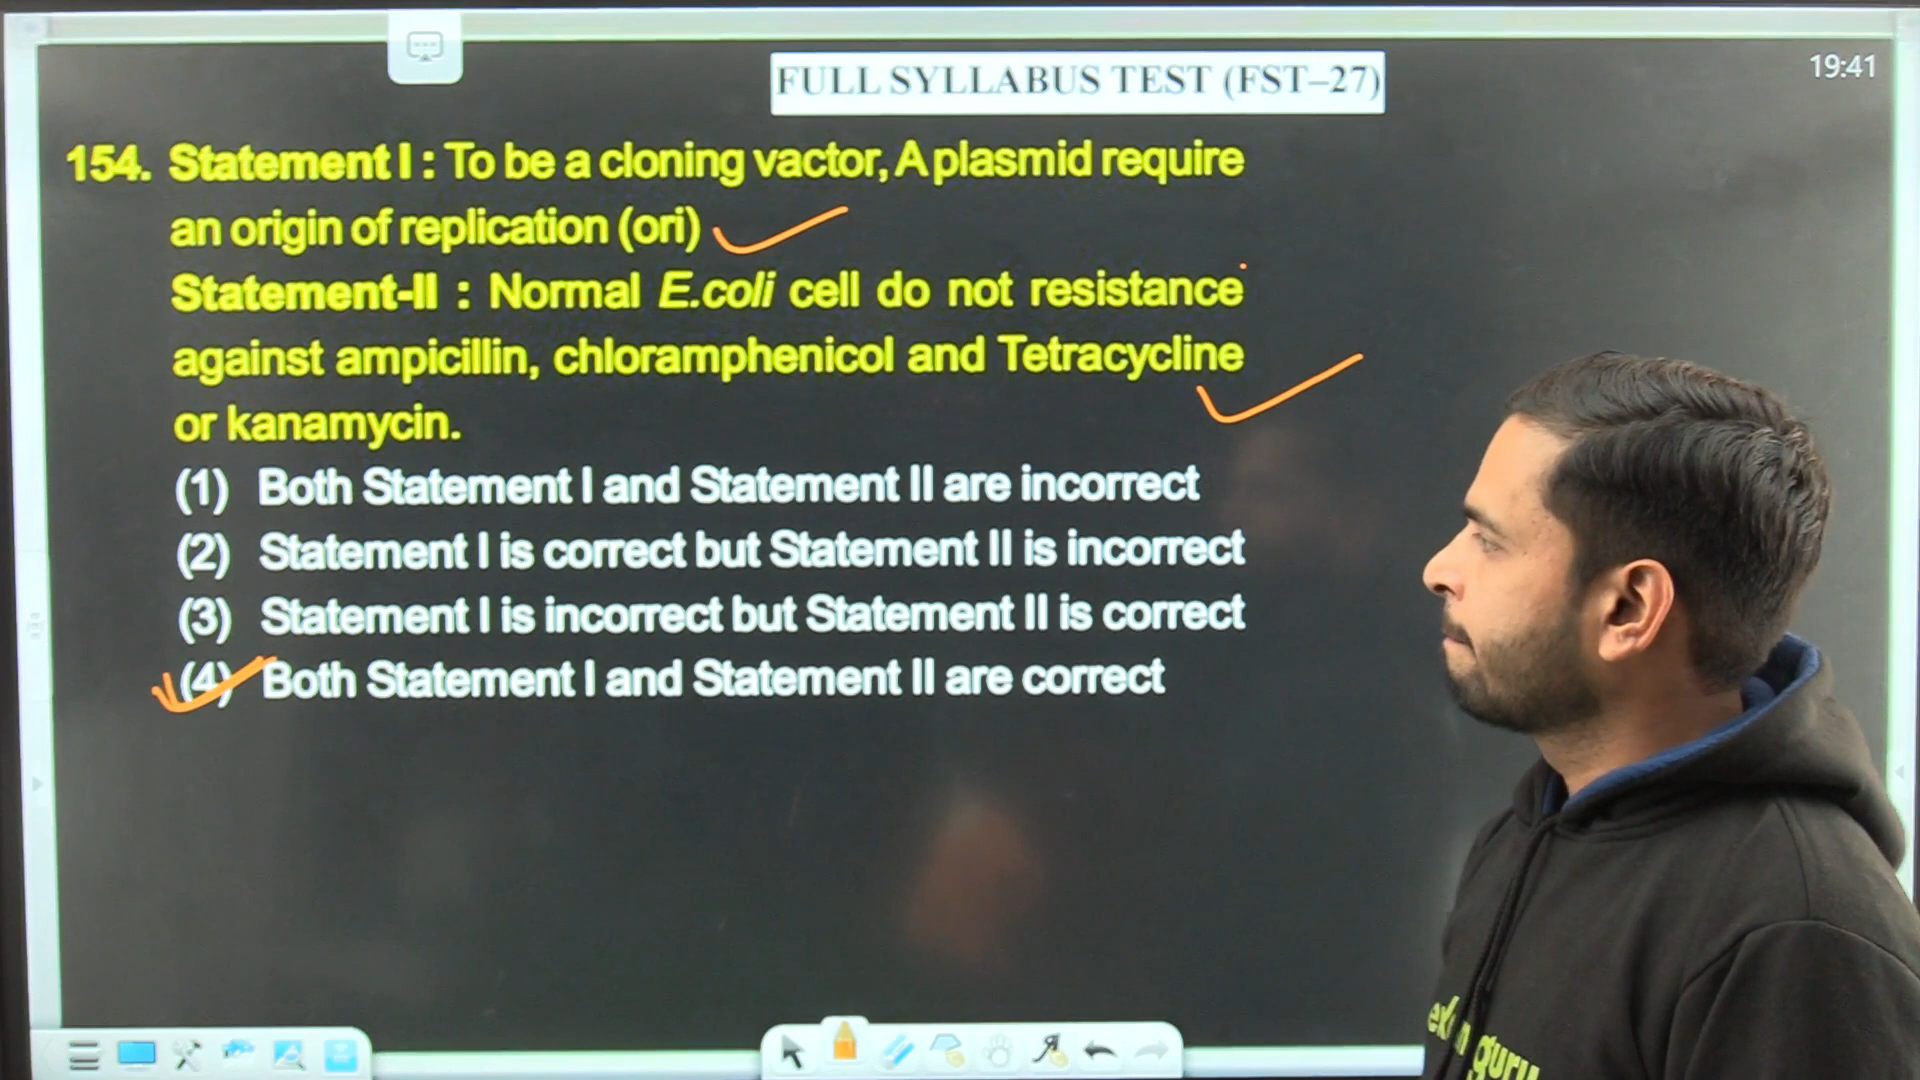 FULL SYLLABUS TEST (FST–27)
19:41
154. Statement I : To be a cloning vactor, A plasmid require
an origin of replication (ori)
Statement-II : Normal E.coli cell do not resistance
against ampicillin, chloramphenicol and Tetracycline
or kanamycin.
(1) Both Statement I and Statement II are incorrect
(2) Statement I is correct but Statement II is incorrect
(3) Statement I is incorrect but Statement II is correct
(4) Both Statement I and Statement II are correct
guru